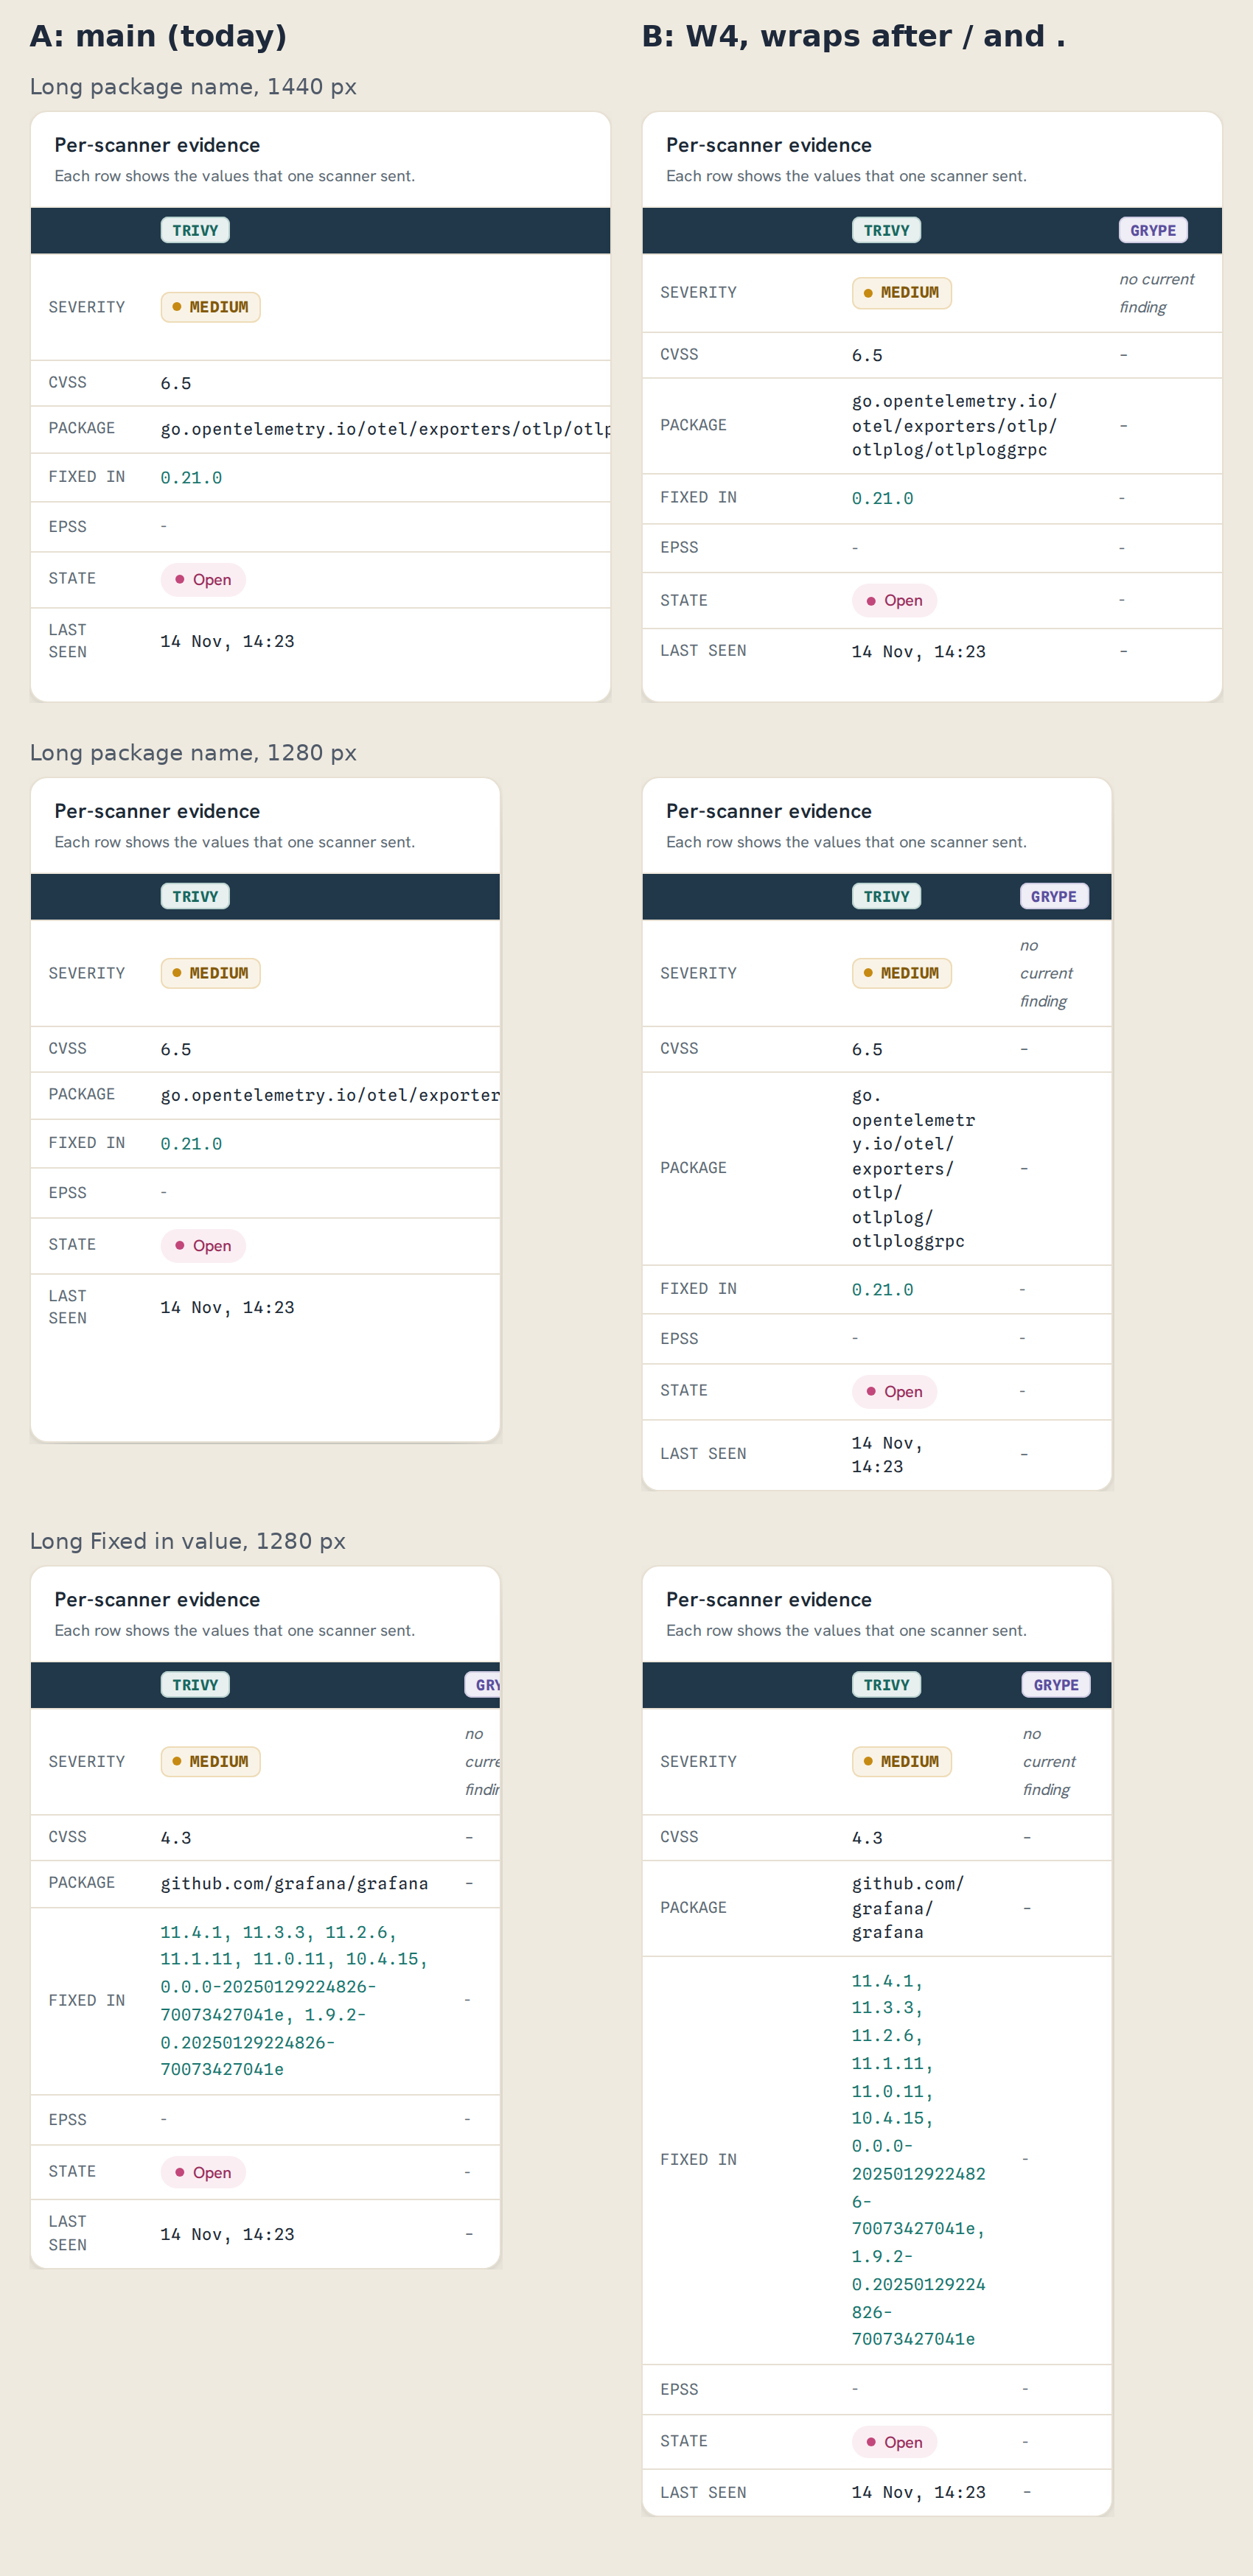 A: main (today)
B: W4, wraps after / and .
Long package name, 1440 px
Per-scanner evidence
Each row shows the values that one scanner sent.
TRIVY
SEVERITY
MEDIUM
CVSS
6.5
PACKAGE
go.opentelemetry.io/otel/exporters/otlp/otlp
FIXED IN
0.21.0
EPSS
-
STATE
Open
LAST
SEEN
14 Nov, 14:23
Per-scanner evidence
Each row shows the values that one scanner sent.
TRIVY
GRYPE
SEVERITY
MEDIUM
no current
finding
CVSS
6.5
-
PACKAGE
go.opentelemetry.io/
otel/exporters/otlp/
otlplog/otlploggrpc
-
FIXED IN
0.21.0
-
EPSS
-
-
STATE
Open
-
LAST SEEN
14 Nov, 14:23
-
Long package name, 1280 px
Per-scanner evidence
Each row shows the values that one scanner sent.
TRIVY
SEVERITY
MEDIUM
CVSS
6.5
PACKAGE
go.opentelemetry.io/otel/exporter
FIXED IN
0.21.0
EPSS
-
STATE
Open
LAST
SEEN
14 Nov, 14:23
Per-scanner evidence
Each row shows the values that one scanner sent.
TRIVY
GRYPE
SEVERITY
MEDIUM
no
current
finding
CVSS
6.5
-
PACKAGE
go.
opentelemetr
y.io/otel/
exporters/
otlp/
otlplog/
otlploggrpc
-
FIXED IN
0.21.0
-
EPSS
-
-
STATE
Open
-
LAST SEEN
14 Nov,
14:23
-
Long Fixed in value, 1280 px
Per-scanner evidence
Each row shows the values that one scanner sent.
TRIVY
GRY
SEVERITY
MEDIUM
no
curre
findin
CVSS
4.3
-
PACKAGE
github.com/grafana/grafana
-
FIXED IN
11.4.1, 11.3.3, 11.2.6,
11.1.11, 11.0.11, 10.4.15,
0.0.0-20250129224826-
70073427041e, 1.9.2-
0.20250129224826-
70073427041e
-
EPSS
-
-
STATE
Open
-
LAST
SEEN
14 Nov, 14:23
-
Per-scanner evidence
Each row shows the values that one scanner sent.
TRIVY
GRYPE
SEVERITY
MEDIUM
no
current
finding
CVSS
4.3
-
PACKAGE
github.com/
grafana/
grafana
-
FIXED IN
11.4.1,
11.3.3,
11.2.6,
11.1.11,
11.0.11,
10.4.15,
0.0.0-
2025012922482
6-
70073427041e,
1.9.2-
0.20250129224
826-
70073427041e
-
EPSS
-
-
STATE
Open
-
LAST SEEN
14 Nov, 14:23
-